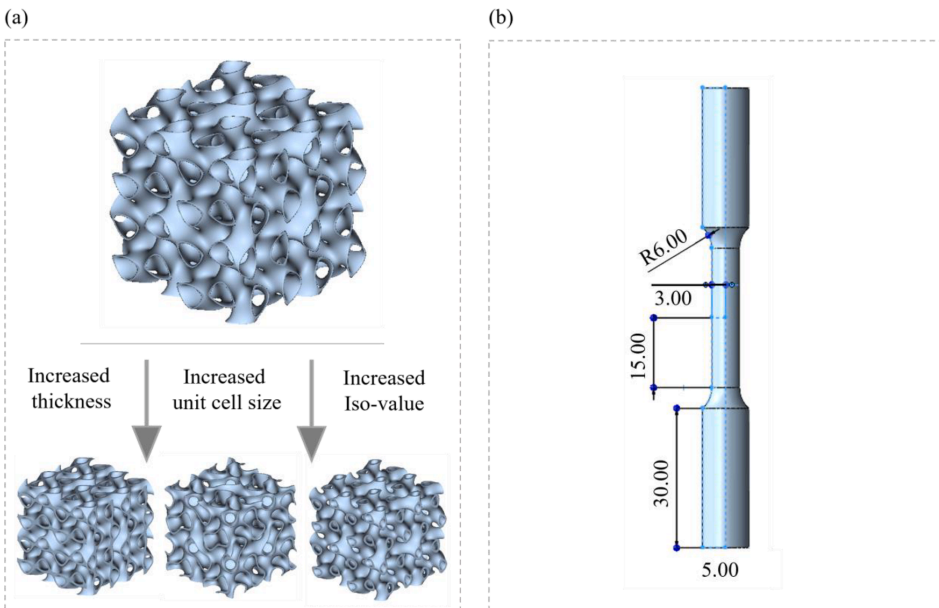 (a)
(b)
Increased
thickness
Increased
unit cell size
Increased
Iso-value
R6.00
3.00
15.00
30.00
5.00